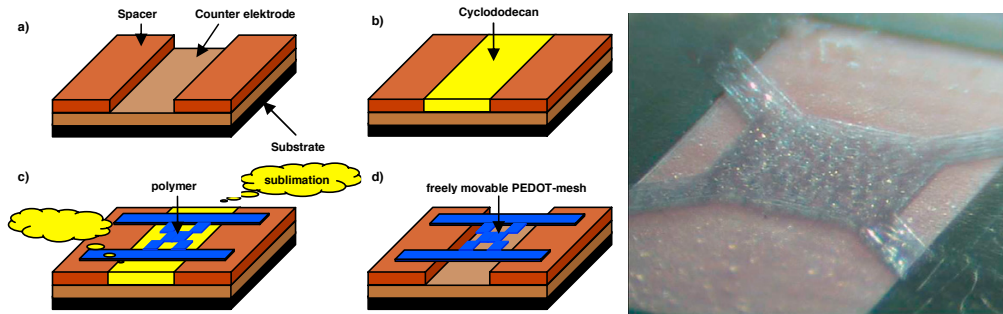 a)
Spacer
Counter elektrode
b)
Cyclododecan
Substrate
c)
polymer
sublimation
d)
freely movable PEDOT-mesh